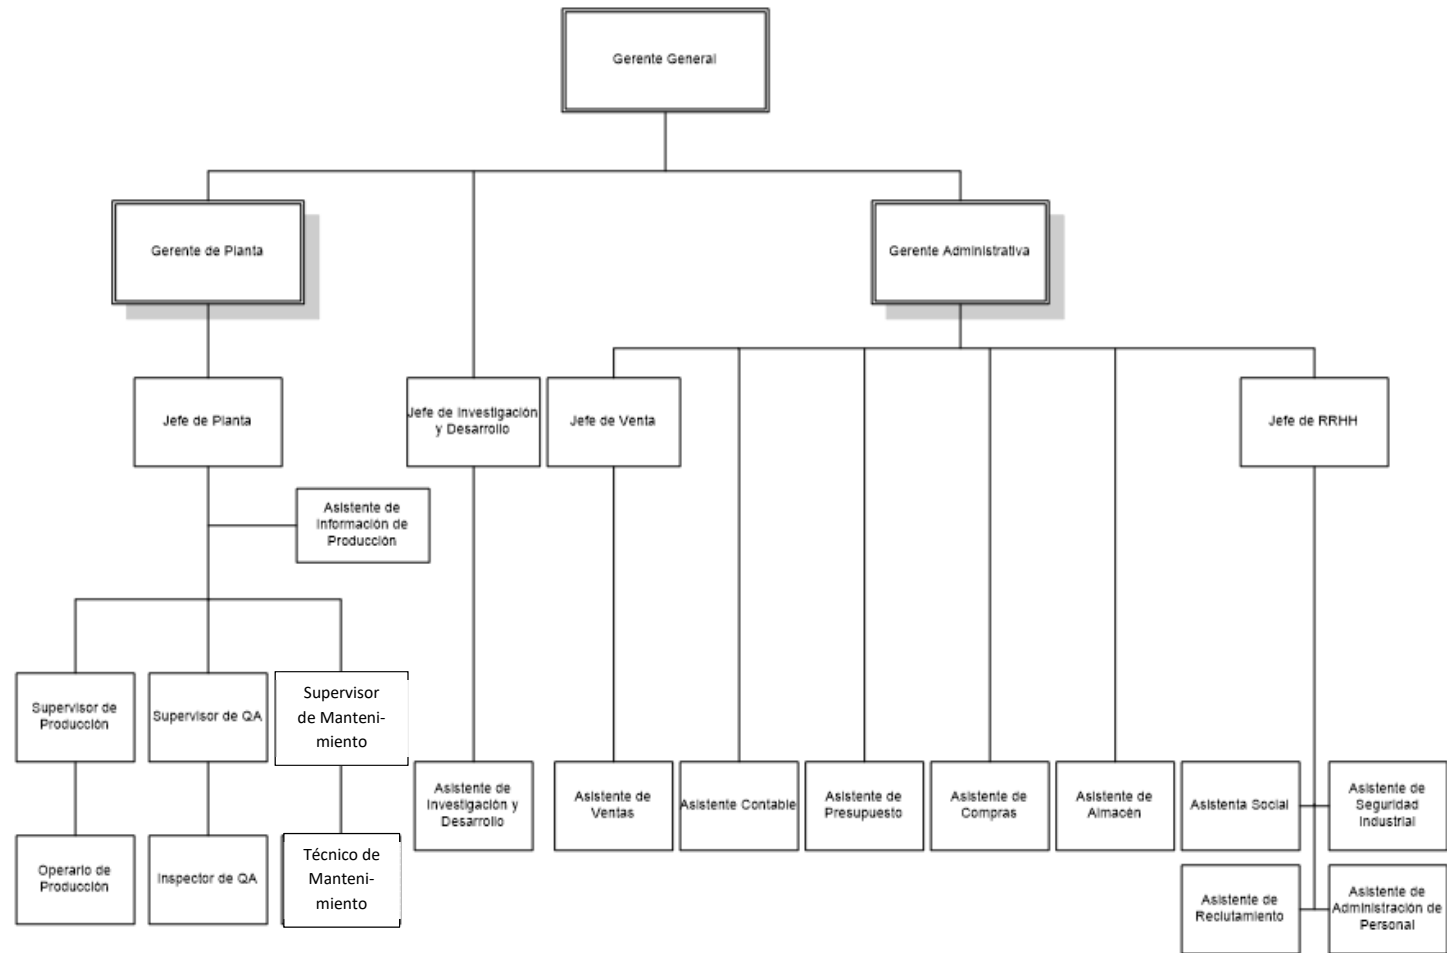 Gerente General
Gerente de Planta
Gerente Administrativa
Jefe de Planta
Jefe de Investigación
y Desarrollo
Jefe de Venta
Jefe de RRHH
Asistente de
Información de
Producción
Supervisor de
Producción
Supervisor de QA
Supervisor
de Manteni-
miento
Asistente de
Investigación y
Desarrollo
Asistente de
Ventas
Asistente Contable
Asistente de
Presupuesto
Asistente de
Compras
Asistente de
Almacén
Asistenta Social
Asistente de
Seguridad
Industrial
Operario de
Producción
Inspector de QA
Técnico de
Manteni-
miento
Asistente de
Reclutamiento
Asistente de
Administración de
Personal